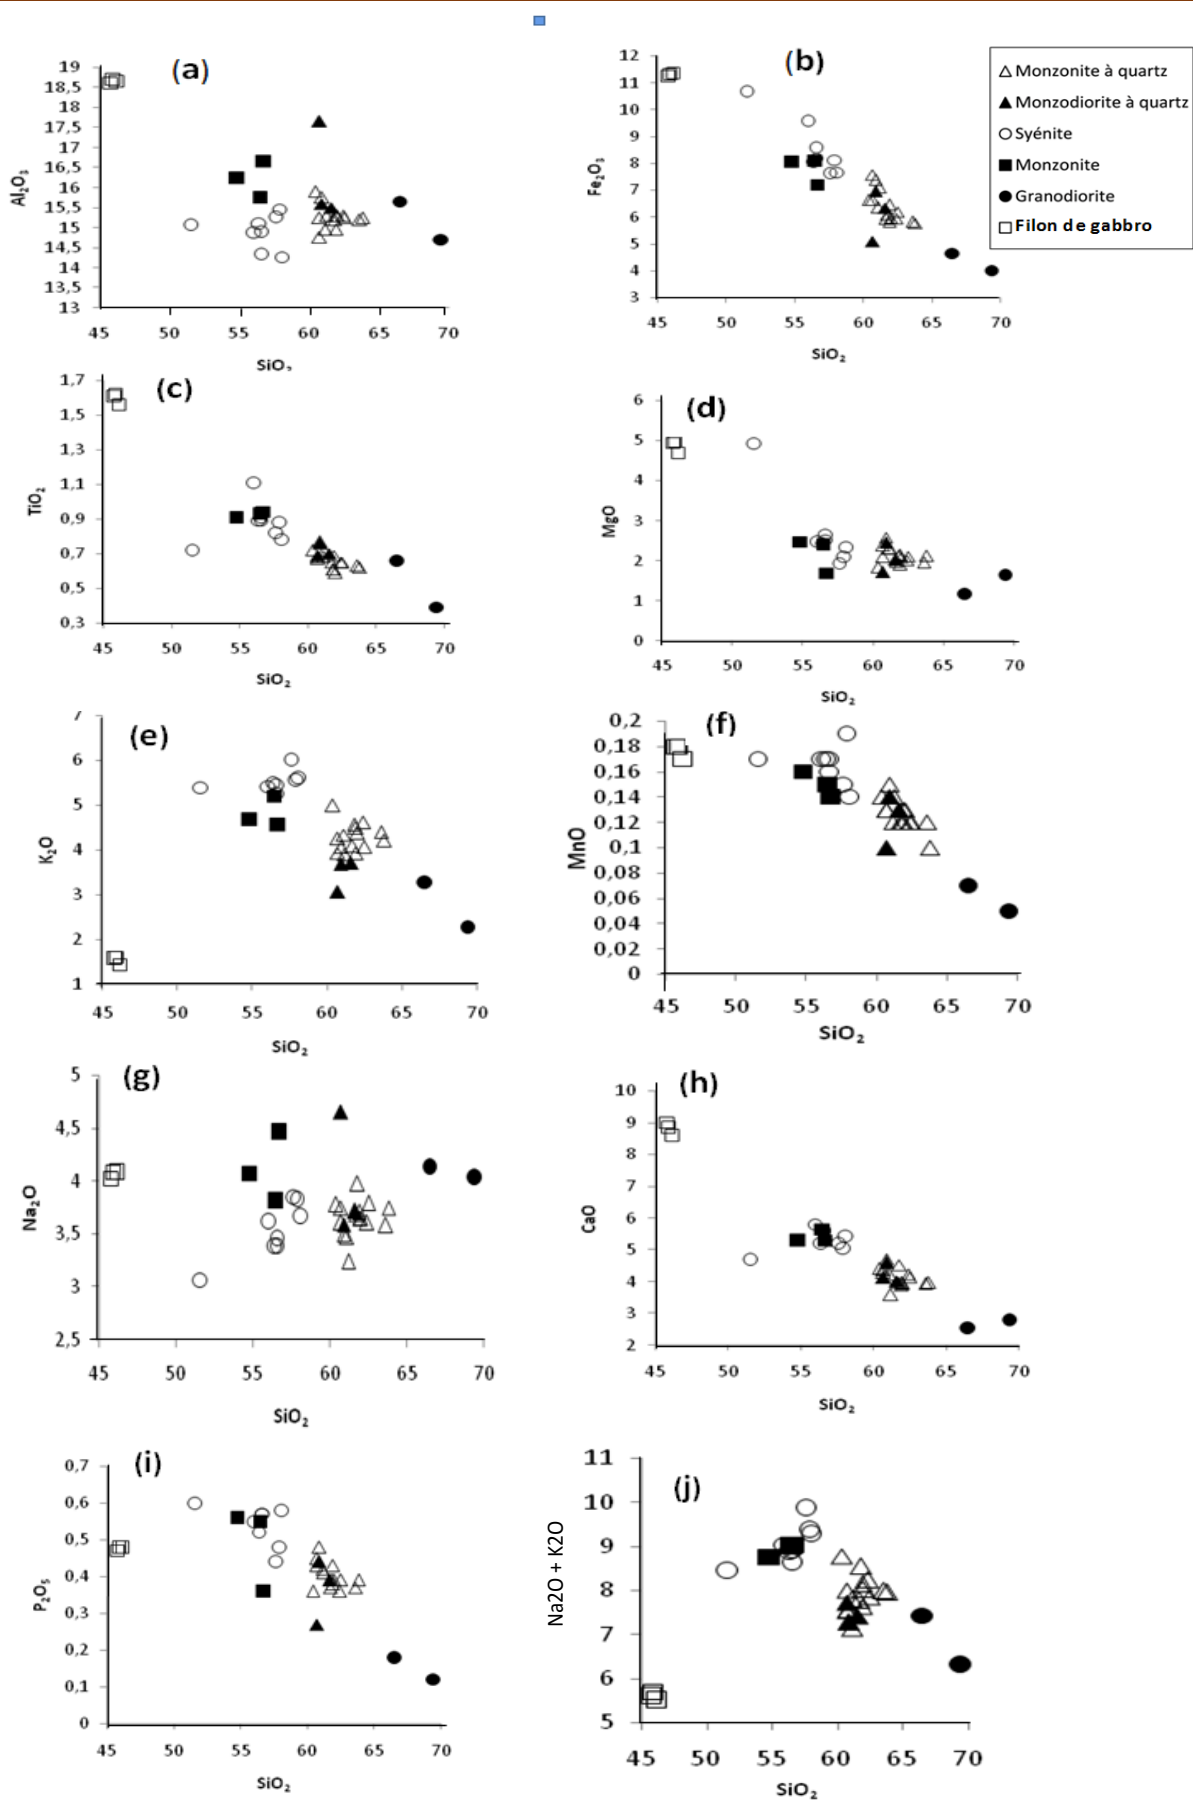 (a)
19
18,5
18
17,5
17
16,5
16
15,5
15
14,5
14
13,5
13
Al2O3
45 50 55 60 65 70
SiO2
(b)
12
11
10
9
8
7
6
5
4
3
Fe2O3
45 50 55 60 65 70
SiO2
Monzonite à quartz
Monzodiorite à quartz
Syénite
Monzonite
Granodiorite
Filon de gabbro
(c)
1,7
1,5
1,3
1,1
0,9
0,7
0,5
0,3
TiO2
45 50 55 60 65 70
SiO2
(d)
6
5
4
3
2
1
0
MgO
45 50 55 60 65 70
SiO2
(e)
7
6
5
4
3
2
1
K2O
45 50 55 60 65 70
SiO2
(f)
0,2
0,18
0,16
0,14
0,12
0,1
0,08
0,06
0,04
0,02
0
MnO
45 50 55 60 65 70
SiO2
(g)
5
4,5
4
3,5
3
2,5
Na2O
45 50 55 60 65 70
SiO2
(h)
10
9
8
7
6
5
4
3
2
CaO
45 50 55 60 65 70
SiO2
(i)
0,7
0,6
0,5
0,4
0,3
0,2
0,1
0
P2O5
45 50 55 60 65 70
SiO2
(j)
11
10
9
8
7
6
5
Na2O + K2O
45 50 55 60 65 70
SiO2